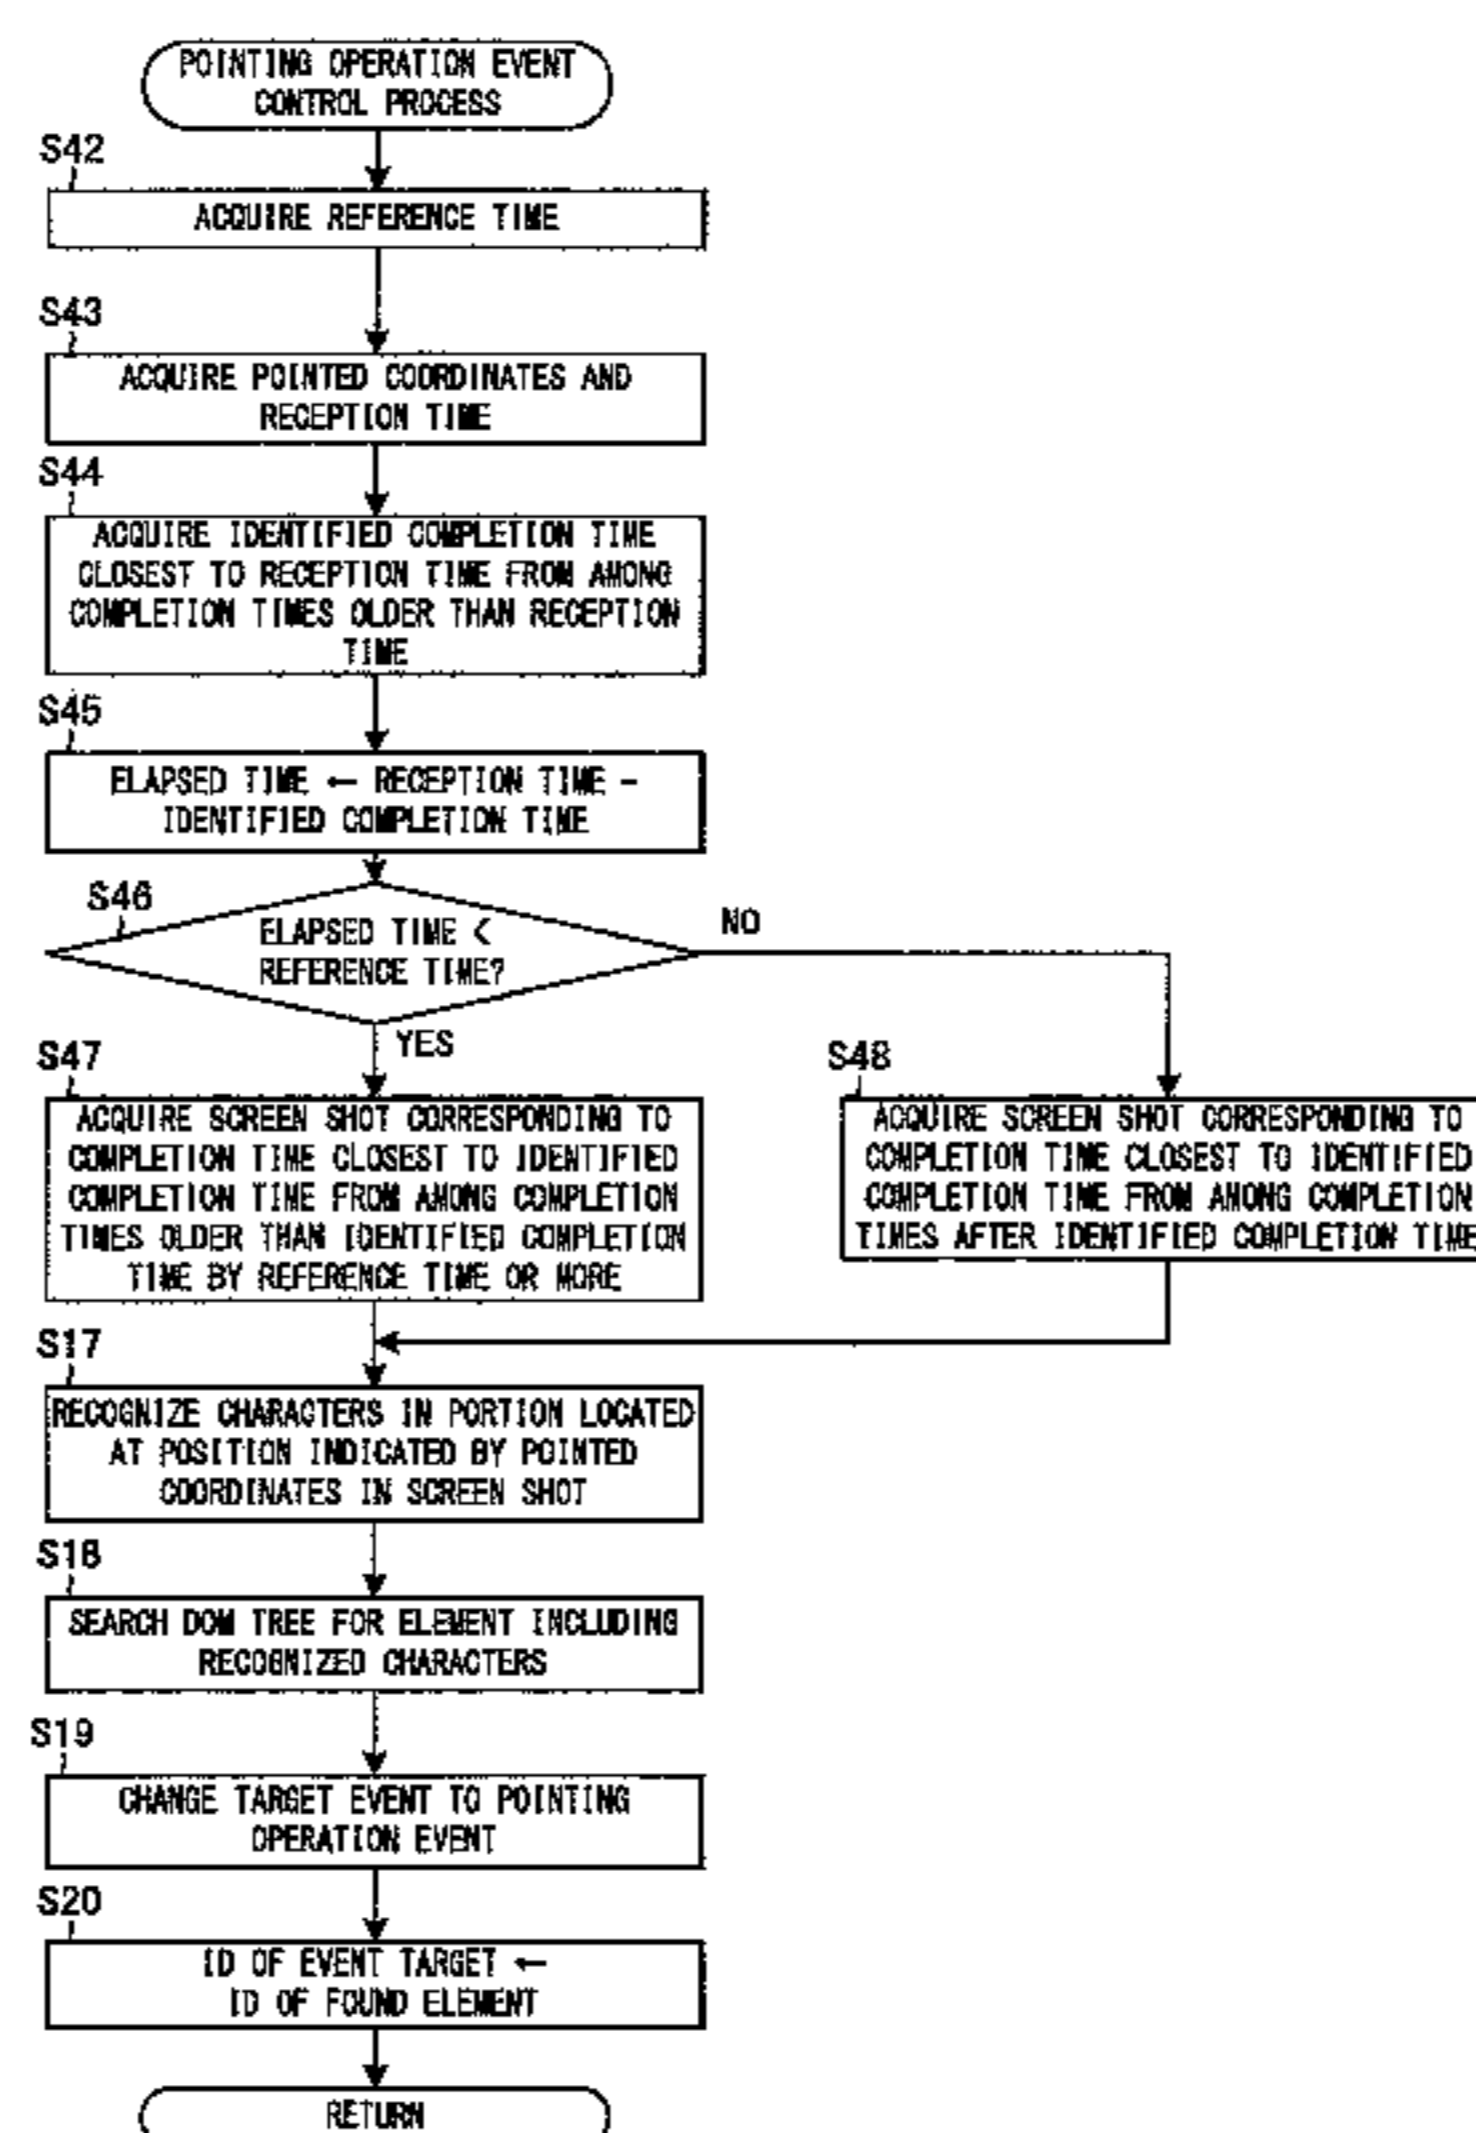 POINTING OPERATION EVENT
CONTROL PROCESS
S42
ACQUIRE REFERENCE TIME
S43
ACQUIRE POINTED COORDINATES AND
RECEPTION TIME
S44
ACQUIRE IDENTIFIED COMPLETION TIME
CLOSEST TO RECEPTION TIME FROM AMONG
COMPLETION TIMES OLDER THAN RECEPTION
TIME
S45
ELAPSED TIME ← RECEPTION TIME –
IDENTIFIED COMPLETION TIME
S46
ELAPSED TIME <
REFERENCE TIME?
NO
YES
S47
ACQUIRE SCREEN SHOT CORRESPONDING TO
COMPLETION TIME CLOSEST TO IDENTIFIED
COMPLETION TIME FROM AMONG COMPLETION
TIMES OLDER THAN IDENTIFIED COMPLETION
TIME BY REFERENCE TIME OR MORE
S48
ACQUIRE SCREEN SHOT CORRESPONDING TO
COMPLETION TIME CLOSEST TO IDENTIFIED
COMPLETION TIME FROM AMONG COMPLETION
TIMES AFTER IDENTIFIED COMPLETION TIME
S17
RECOGNIZE CHARACTERS IN PORTION LOCATED
AT POSITION INDICATED BY POINTED
COORDINATES IN SCREEN SHOT
S18
SEARCH DOM TREE FOR ELEMENT INCLUDING
RECOGNIZED CHARACTERS
S19
CHANGE TARGET EVENT TO POINTING
OPERATION EVENT
S20
ID OF EVENT TARGET ←
ID OF FOUND ELEMENT
RETURN